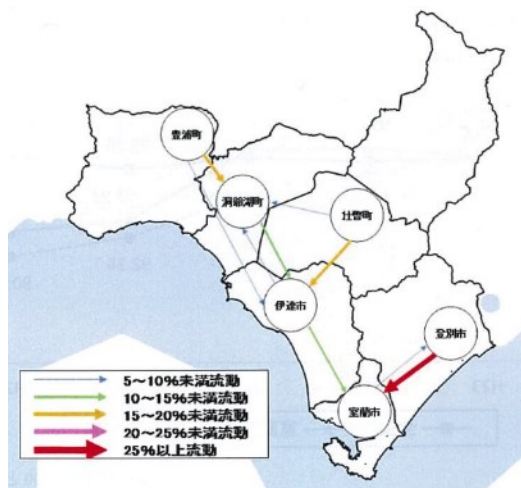 豊浦町
洞爺湖町
壮瞥町
伊達市
登別市
室蘭市
5～10%未満流動
10～15%未満流動
15～20%未満流動
20～25%未満流動
25%以上流動